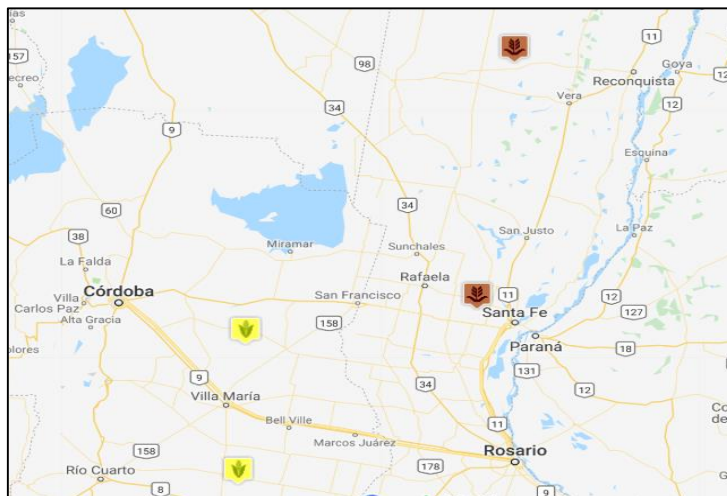 ias
157
ecreo
9
98
34
11
Goya
12
Reconquista
Vera
12
Esquina
60
38
34
La Falda
Miramar
Sunchales
San Justo
La Paz
Córdoba
Rafaela
San Francisco
11
12
127
Villa
Carlos Paz
Alta Gracia
158
Santa Fe
Paraná
18
olores
9
131
34
12
Villa María
Bell Ville
11
Marcos Juárez
Rosario
158
178
Río Cuarto
8
9
Co
de